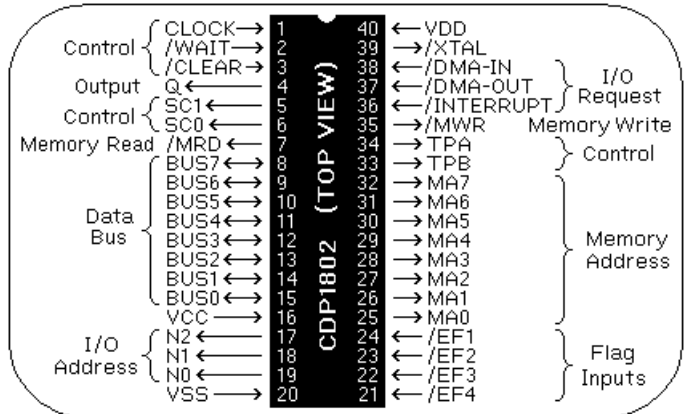 CLOCK 1 40 VDD
Control /WAIT 2 39 /XTAL
/CLEAR 3 38 /DMA-IN I/O
Output Q 4 37 /DMA-OUT Request
Control SC1 5 36 /INTERRUPT
SC0 6 35 /MWR Memory Write
Memory Read /MRD 7 34 TPA Control
BUS7 8 33 TPB
BUS6 9 32 MA7
BUS5 10 31 MA6
Data BUS4 11 30 MA5
Bus BUS3 12 29 MA4 Memory
BUS2 13 28 MA3 Address
BUS1 14 27 MA2
BUS0 15 26 MA1
VCC 16 25 MA0
I/O N2 17 24 /EF1
Address N1 18 23 /EF2 Flag
N0 19 22 /EF3 Inputs
VSS 20 21 /EF4
CDP1802 (TOP VIEW)